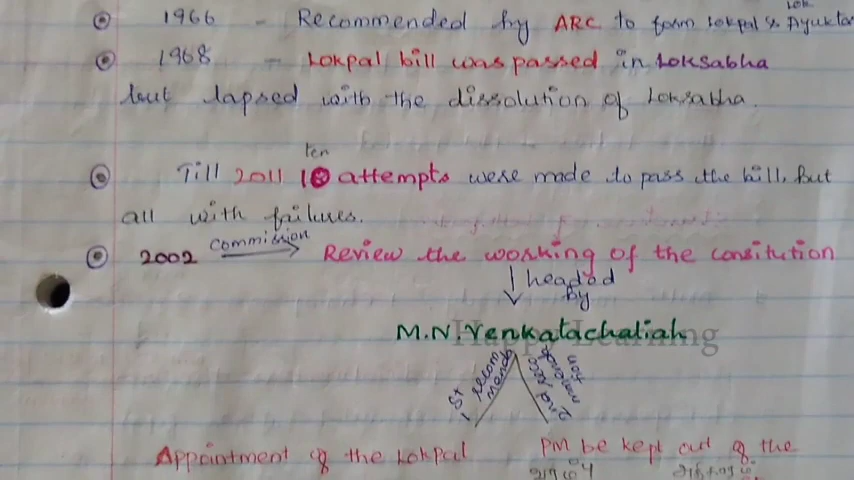 1966 - Recommended by ARC to form Lokpal & Lok Ayukta
1968 - Lokpal bill was passed in Loksabha
but lapsed with the dissolution of Loksabha.
ten
Till 2011 10 attempts were made to pass the bill, but
all with failures.
2002 commission Review the working of the consitution
headed
by
M.N. Venkatachaliah
1st recommends
2nd recommendation
Appointment of the Lokpal PM be kept out of the